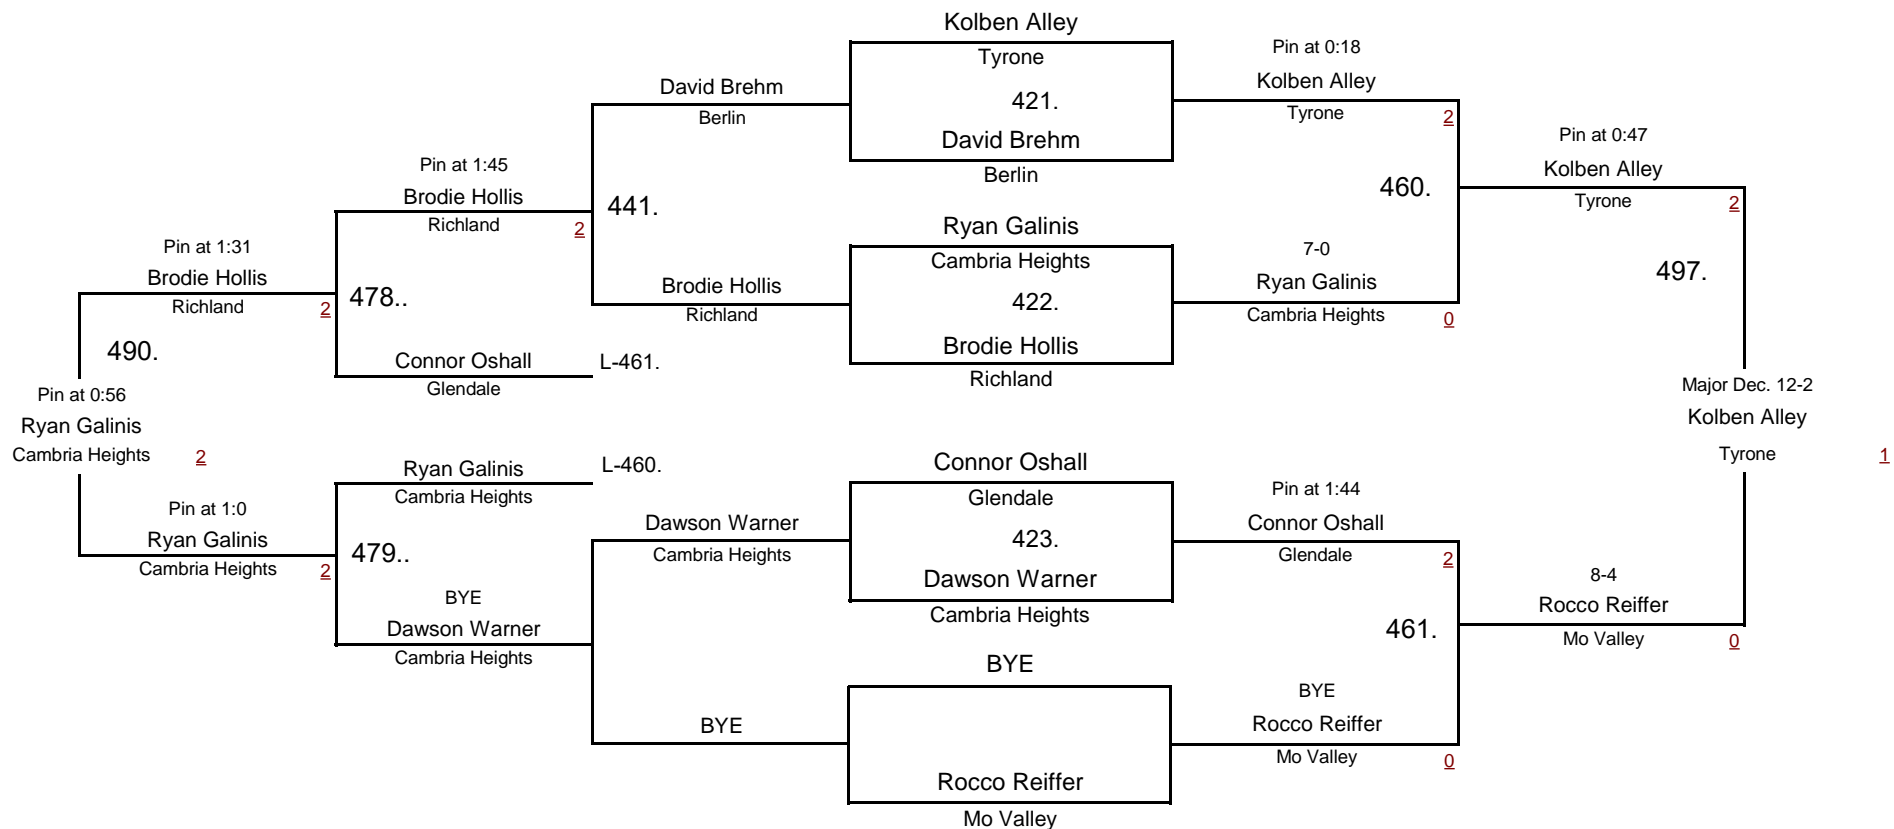 Kolben Alley
Tyrone
421.
David Brehm
Berlin
Ryan Galinis
Cambria Heights
422.
Brodie Hollis
Richland
Connor Oshall
Glendale
423.
Dawson Warner
Cambria Heights
BYE
Rocco Reiffer
Mo Valley
Pin at 0:18
Kolben Alley
Tyrone
2
460.
7-0
Ryan Galinis
Cambria Heights
0
Pin at 1:44
Connor Oshall
Glendale
2
461.
BYE
Rocco Reiffer
Mo Valley
0
Pin at 0:47
Kolben Alley
Tyrone
2
497.
8-4
Rocco Reiffer
Mo Valley
0
Major Dec. 12-2
Kolben Alley
Tyrone
1
David Brehm
Berlin
441.
Brodie Hollis
Richland
Dawson Warner
Cambria Heights
BYE
Pin at 1:45
Brodie Hollis
Richland
2
478..
Connor Oshall
L-461.
Glendale
Ryan Galinis
L-460.
Cambria Heights
479..
BYE
Dawson Warner
Cambria Heights
Pin at 1:31
Brodie Hollis
Richland
2
490.
Pin at 1:0
Ryan Galinis
Cambria Heights
2
Pin at 0:56
Ryan Galinis
Cambria Heights
2